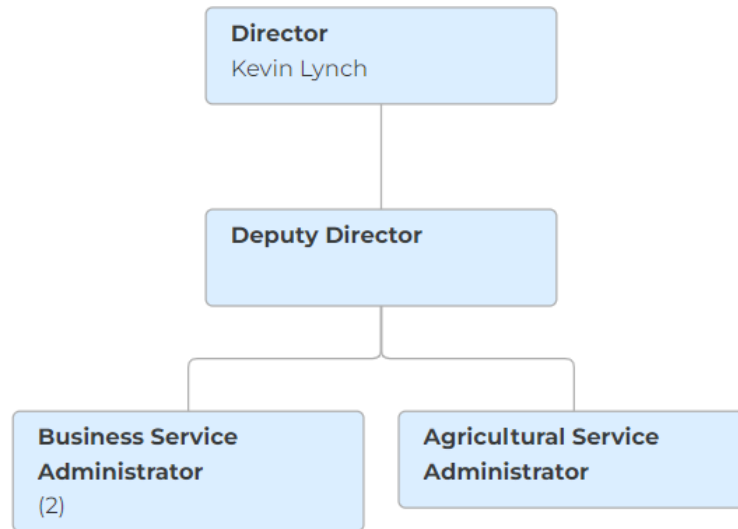 Director
Kevin Lynch
Deputy Director
Business Service
Administrator
(2)
Agricultural Service
Administrator